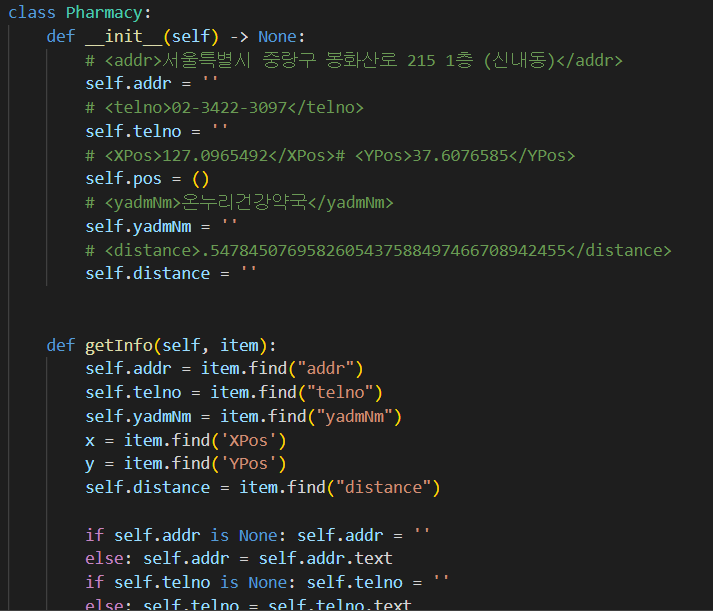 class Pharmacy:
    def __init__(self) -> None:
        # <addr>서울특별시 중랑구 봉화산로 215 1층 (신내동)</addr>
        self.addr = ''
        # <telno>02-3422-3097</telno>
        self.telno = ''
        # <XPos>127.0965492</XPos># <YPos>37.6076585</YPos>
        self.pos = ()
        # <yadmNm>온누리건강약국</yadmNm>
        self.yadmNm = ''
        # <distance>.547845076958260543758849746670894​2455</distance>
        self.distance = ''
    def getInfo(self, item):
        self.addr = item.find("addr")
        self.telno = item.find("telno")
        self.yadmNm = item.find("yadmNm")
        x = item.find('XPos')
        y = item.find('YPos')
        self.distance = item.find("distance")
        if self.addr is None: self.addr = ''
        else: self.addr = self.addr.text
        if self.telno is None: self.telno = ''
        else: self.telno = self.telno.text